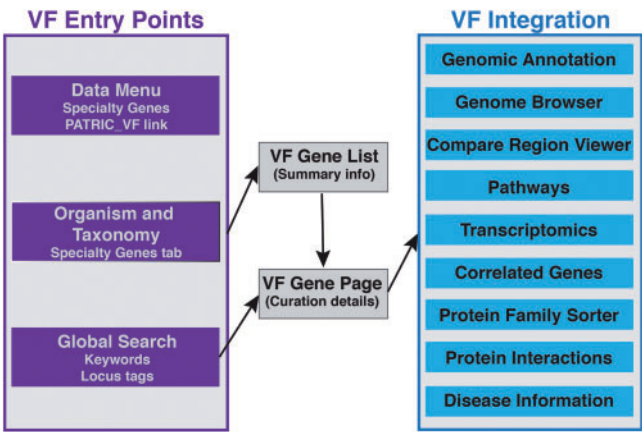 VF Entry Points
Data Menu
Specialty Genes
PATRIC_VF link
Organism and
Taxonomy
Specialty Genes tab
Global Search
Keywords
Locus tags
VF Gene List
(Summary info)
VF Gene Page
(Curation details)
VF Integration
Genomic Annotation
Genome Browser
Compare Region Viewer
Pathways
Transcriptomics
Correlated Genes
Protein Family Sorter
Protein Interactions
Disease Information